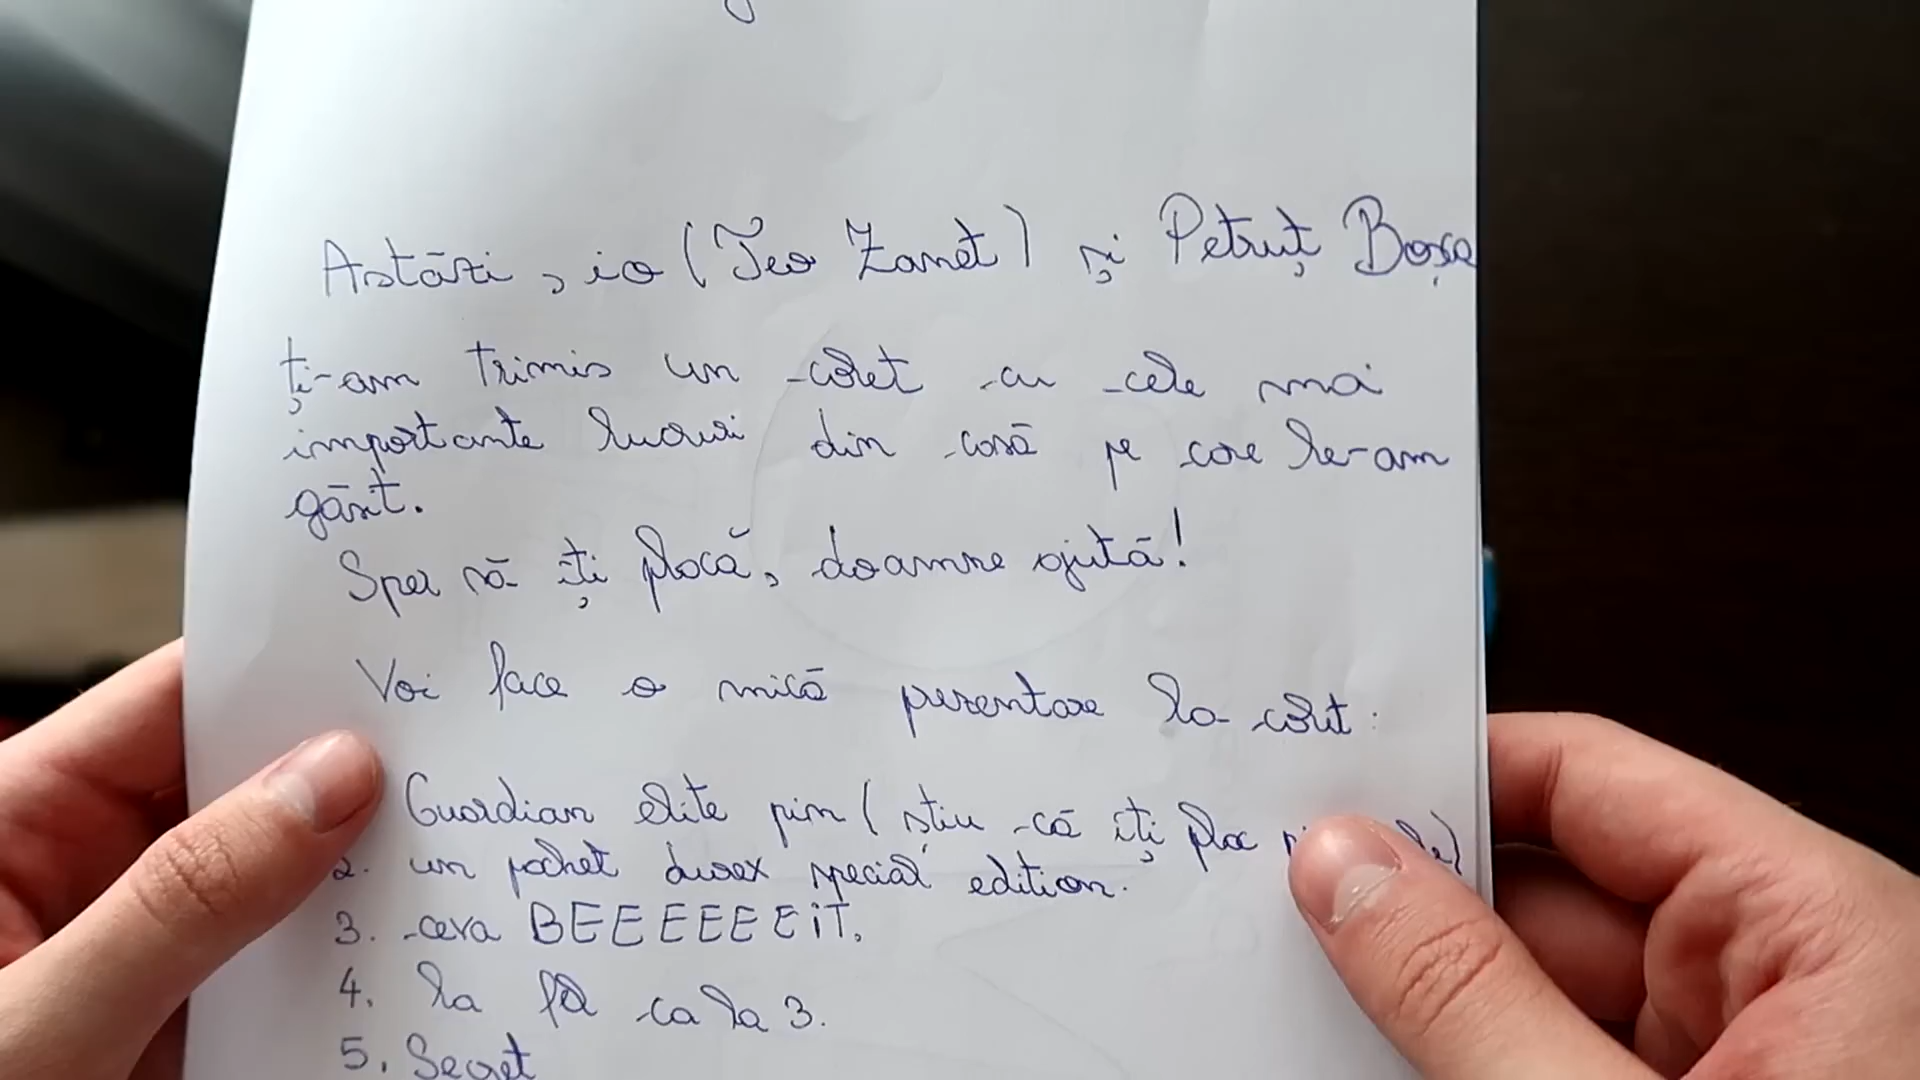 Astăzi, io (Teo Zamet) și Petruț Boșca
ți-am trimis un colet cu cele mai
importante lucruri din casă pe care le-am
găsit.
Sper să îți placă, doamne ajută!
Voi face o mică prezentare la colet:
Guardian elite pin (știu că îți plac
2. un pachet durex special edition.
3. ceva BEEEEEEiT.
4. la fel ca la 3.
5. Secret